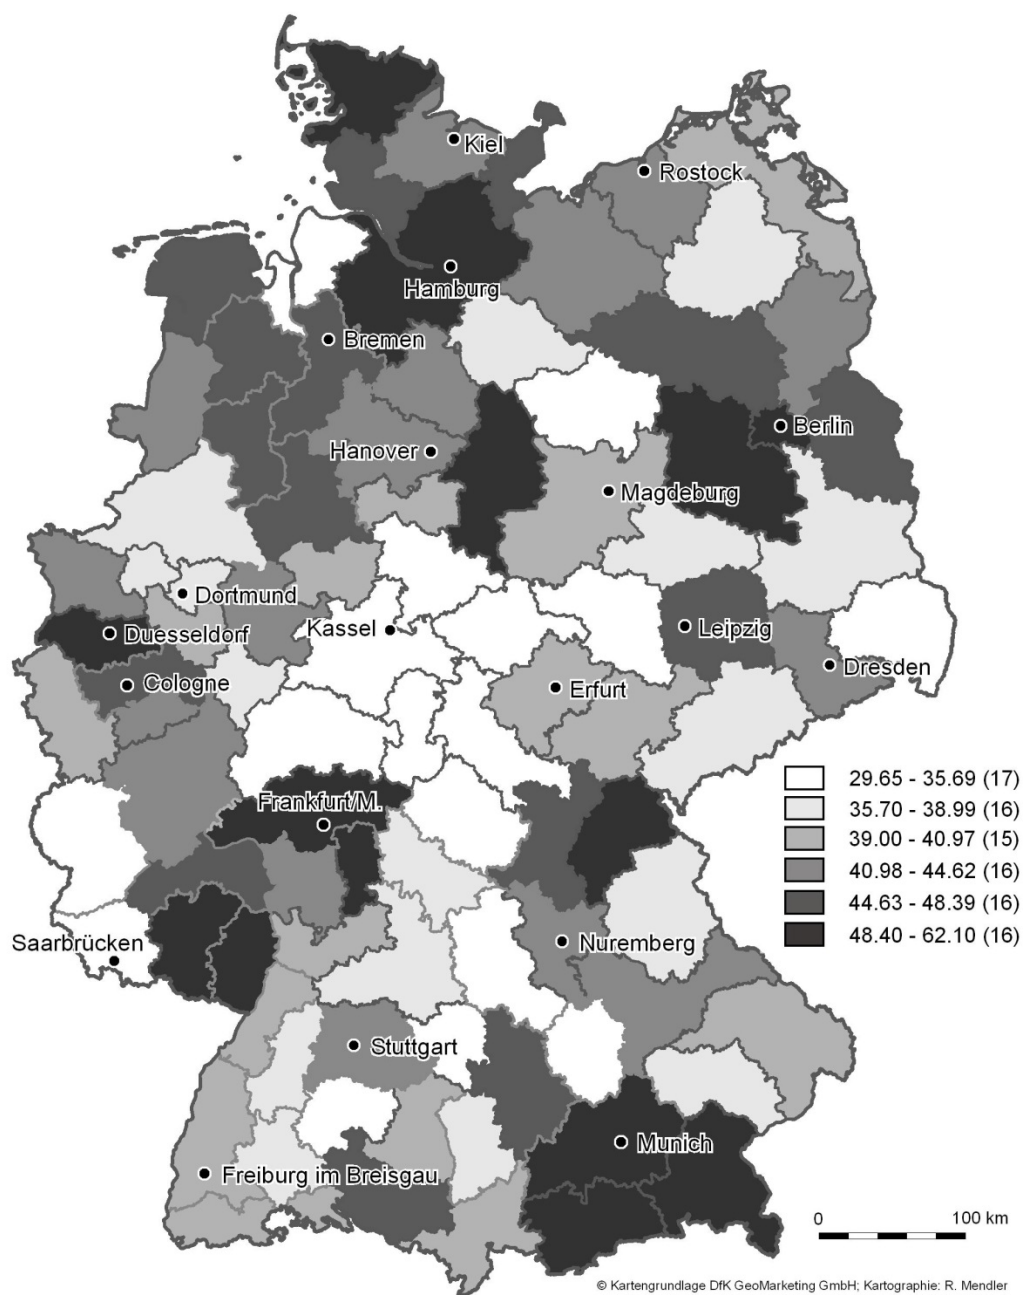 Kiel
Rostock
Hamburg
Bremen
Berlin
Hanover
Magdeburg
Dortmund
Kassel
Duesseldorf
Leipzig
Dresden
Cologne
Erfurt
29.65 - 35.69 (17)
35.70 - 38.99 (16)
39.00 - 40.97 (15)
40.98 - 44.62 (16)
44.63 - 48.39 (16)
48.40 - 62.10 (16)
Frankfurt/M.
Saarbrücken
Nuremberg
Stuttgart
Munich
Freiburg im Breisgau
0 100 km
© Kartengrundlage DfK GeoMarketing GmbH; Kartographie: R. Mendler